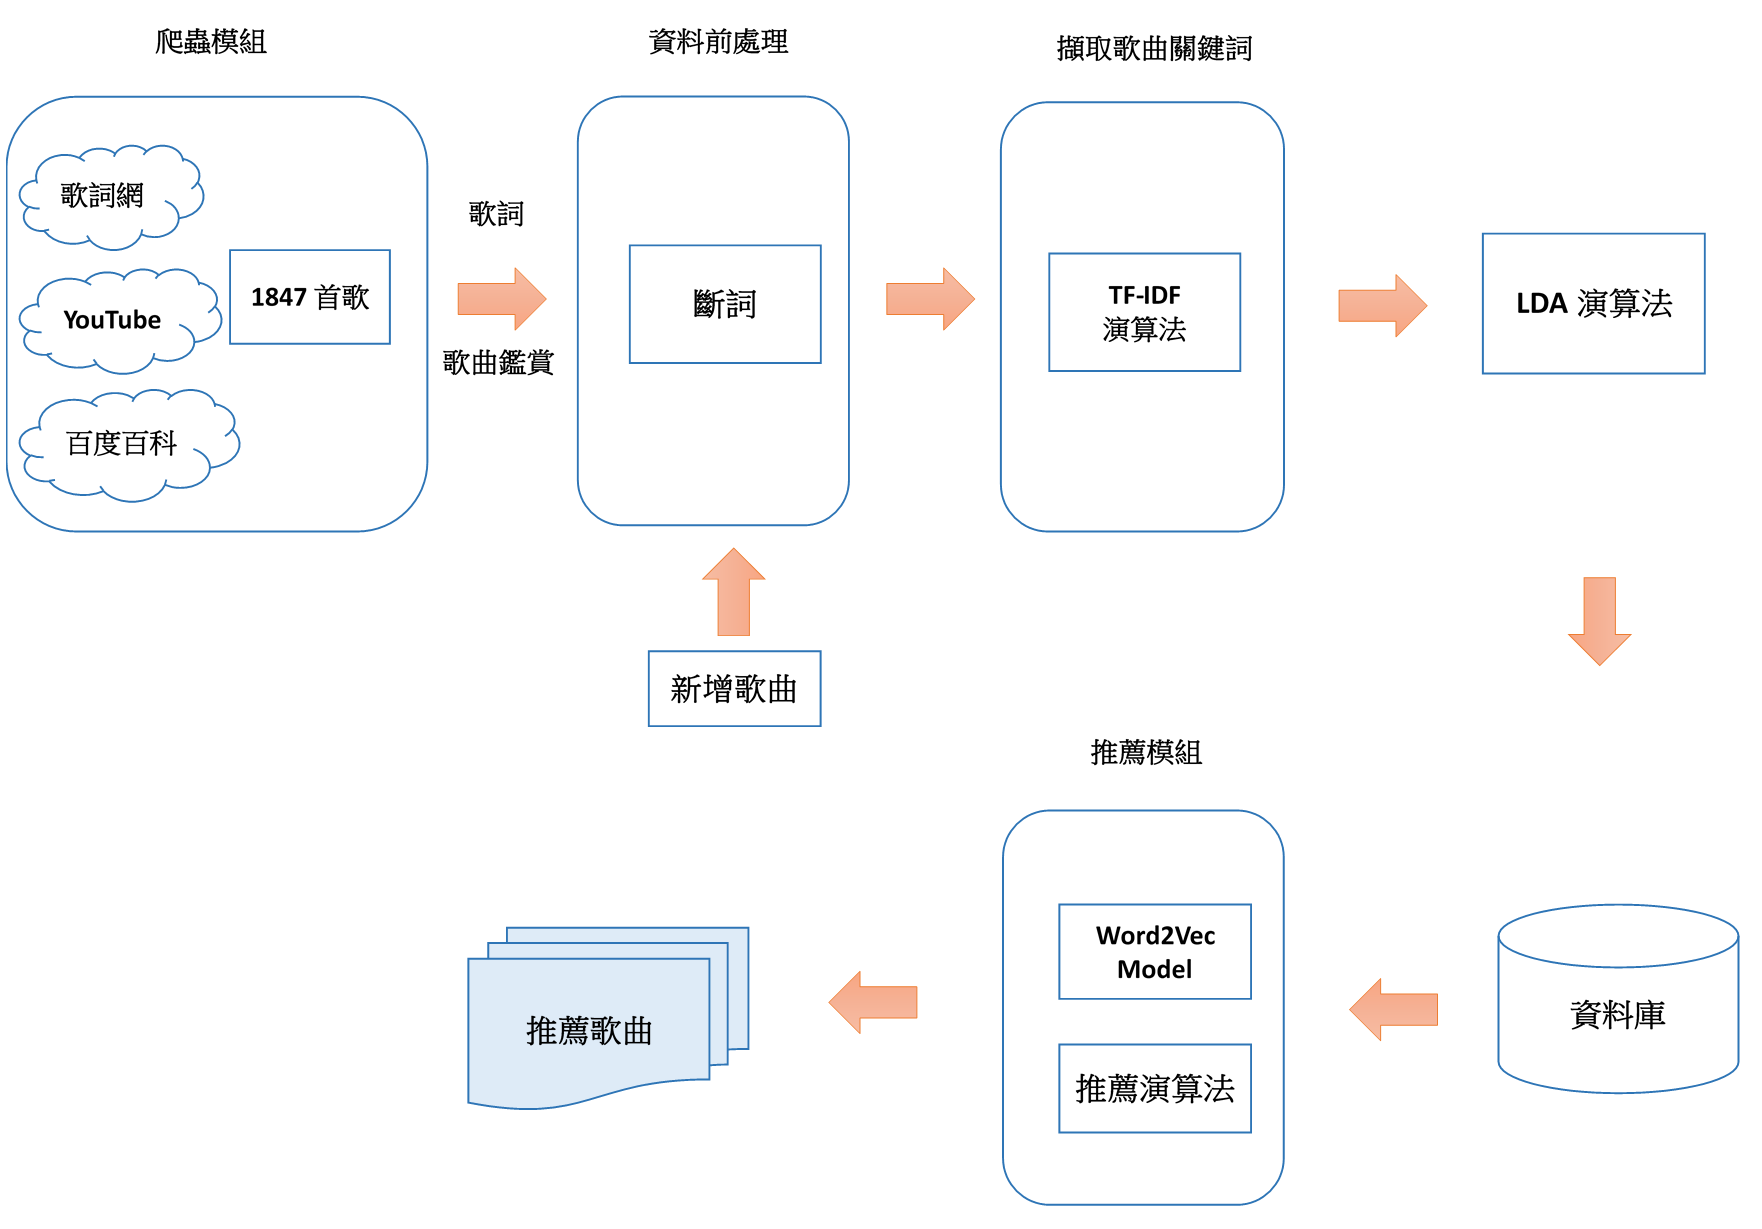 爬蟲模組
資料前處理
擷取歌曲關鍵詞
歌詞網
YouTube
百度百科
1847 首歌
歌詞
歌曲鑑賞
斷詞
TF-IDF
演算法
LDA 演算法
新增歌曲
推薦模組
Word2Vec
Model
推薦演算法
資料庫
推薦歌曲